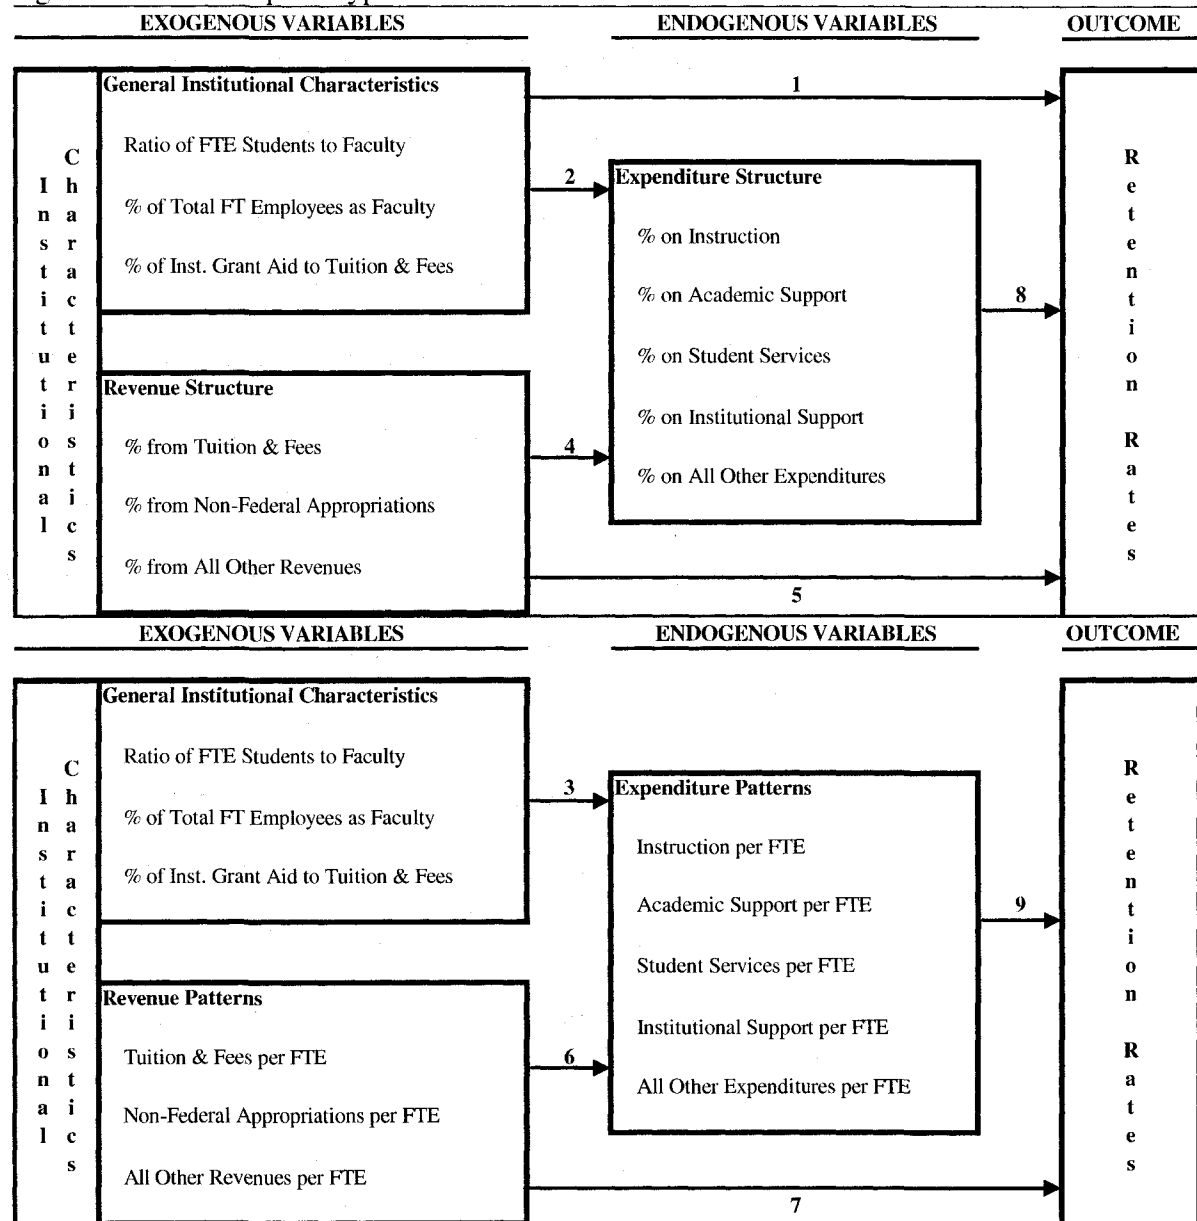 EXOGENOUS VARIABLES ENDOGENOUS VARIABLES OUTCOME
Institutional
Characteristics
General Institutional Characteristics
Ratio of FTE Students to Faculty
% of Total FT Employees as Faculty
% of Inst. Grant Aid to Tuition & Fees
1
2
Expenditure Structure
% on Instruction
% on Academic Support
% on Student Services
% on Institutional Support
% on All Other Expenditures
8
Revenue Structure
% from Tuition & Fees
% from Non-Federal Appropriations
% from All Other Revenues
4
5
Retention Rates
EXOGENOUS VARIABLES ENDOGENOUS VARIABLES OUTCOME
Institutional
Characteristics
General Institutional Characteristics
Ratio of FTE Students to Faculty
% of Total FT Employees as Faculty
% of Inst. Grant Aid to Tuition & Fees
3
Expenditure Patterns
Instruction per FTE
Academic Support per FTE
Student Services per FTE
Institutional Support per FTE
All Other Expenditures per FTE
9
Revenue Patterns
Tuition & Fees per FTE
Non-Federal Appropriations per FTE
All Other Revenues per FTE
6
7
Retention Rates